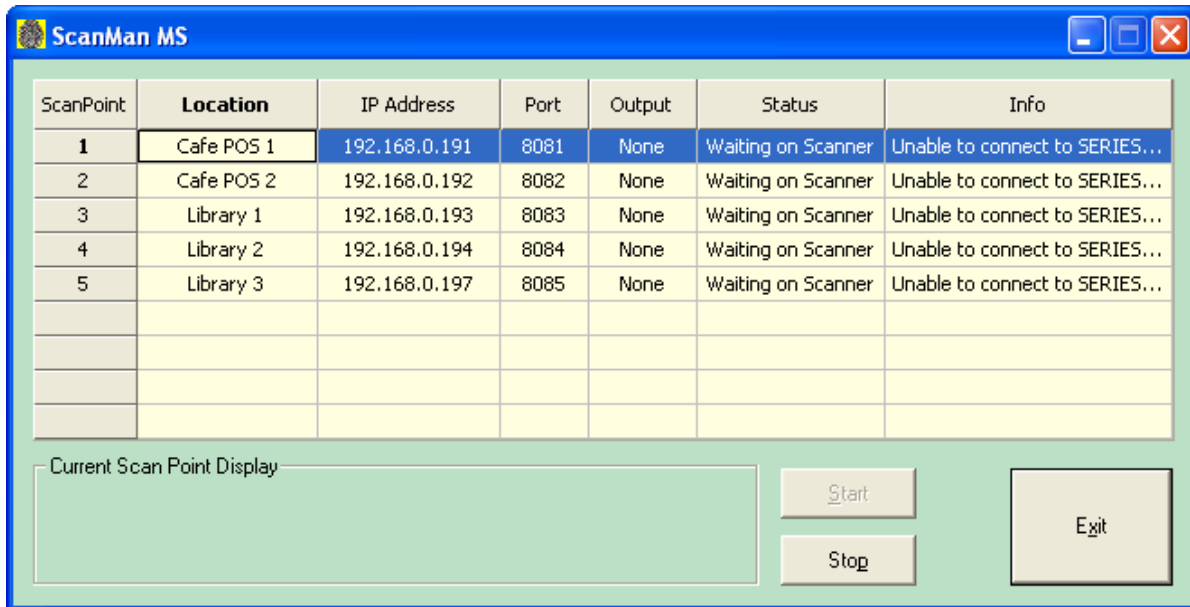 ScanMan MS
ScanPoint Location IP Address Port Output Status Info
1 Cafe POS 1 192.168.0.191 8081 None Waiting on Scanner Unable to connect to SERIES...
2 Cafe POS 2 192.168.0.192 8082 None Waiting on Scanner Unable to connect to SERIES...
3 Library 1 192.168.0.193 8083 None Waiting on Scanner Unable to connect to SERIES...
4 Library 2 192.168.0.194 8084 None Waiting on Scanner Unable to connect to SERIES...
5 Library 3 192.168.0.197 8085 None Waiting on Scanner Unable to connect to SERIES...
Current Scan Point Display
Start
Exit
Stop